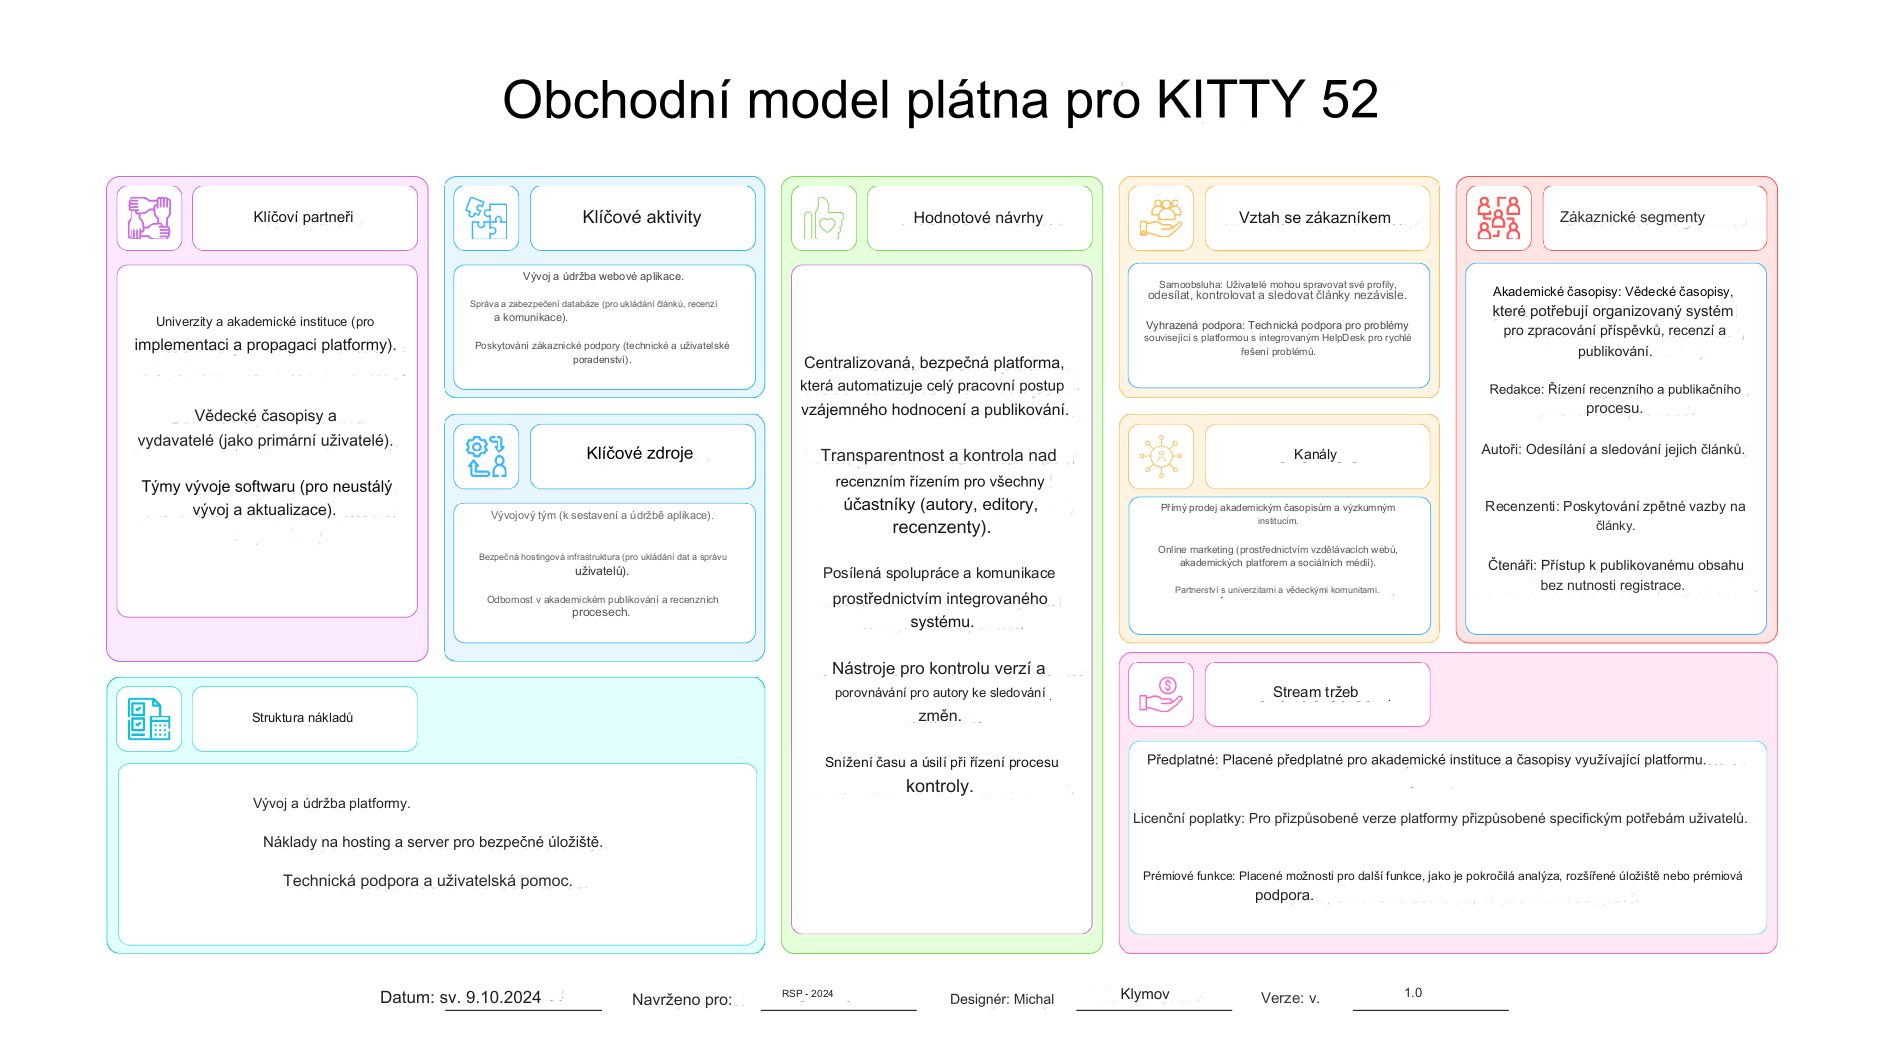 Obchodní model plátna pro KITTY 52
Klíčoví partneři
Univerzity a akademické instituce (pro
implementaci a propagaci platformy).
Vědecké časopisy a
vydavatelé (jako primární uživatelé).
Týmy vývoje softwaru (pro neustálý
vývoj a aktualizace).
Klíčové aktivity
Vývoj a údržba webové aplikace.
Správa a zabezpečení databáze (pro ukládání článků, recenzí
a komunikace).
Poskytování zákaznické podpory (technické a uživatelské
poradenství).
Klíčové zdroje
Vývojový tým (k sestavení a údržbě aplikace).
Bezpečná hostingová infrastruktura (pro ukládání dat a správu
uživatelů).
Odbornost v akademickém publikování a recenzních
procesech.
Hodnotové návrhy
Centralizovaná, bezpečná platforma,
která automatizuje celý pracovní postup
vzájemného hodnocení a publikování.
Transparentnost a kontrola nad
recenzním řízením pro všechny
účastníky (autory, editory,
recenzenty).
Posílená spolupráce a komunikace
prostřednictvím integrovaného
systému.
Nástroje pro kontrolu verzí a
porovnávání pro autory ke sledování
změn.
Snížení času a úsilí při řízení procesu
kontroly.
Vztah se zákazníkem
Samoobsluha: Uživatelé mohou spravovat své profily,
odesílat, kontrolovat a sledovat články nezávisle.
Vyhrazená podpora: Technická podpora pro problémy
související s platformou s integrovaným HelpDesk pro rychlé
řešení problémů.
Kanály
Přímý prodej akademickým časopisům a výzkumným
institucím.
Online marketing (prostřednictvím vzdělávacích webů,
akademických platforem a sociálních médií).
Partnerství s univerzitami a vědeckými komunitami.
Zákaznické segmenty
Akademické časopisy: Vědecké časopisy,
které potřebují organizovaný systém
pro zpracování příspěvků, recenzí a
publikování.
Redakce: Řízení recenzního a publikačního
procesu.
Autoři: Odesílání a sledování jejich článků.
Recenzenti: Poskytování zpětné vazby na
články.
Čtenáři: Přístup k publikovanému obsahu
bez nutnosti registrace.
Struktura nákladů
Vývoj a údržba platformy.
Náklady na hosting a server pro bezpečné úložiště.
Technická podpora a uživatelská pomoc.
Stream tržeb
Předplatné: Placené předplatné pro akademické instituce a časopisy využívající platformu.
Licenční poplatky: Pro přizpůsobené verze platformy přizpůsobené specifickým potřebám uživatelů.
Prémiové funkce: Placené možnosti pro další funkce, jako je pokročilá analýza, rozšířené úložiště nebo prémiová
podpora.
Datum: sv. 9.10.2024 Navrženo pro: RSP - 2024 Designér: Michal Klymov Verze: v. 1.0